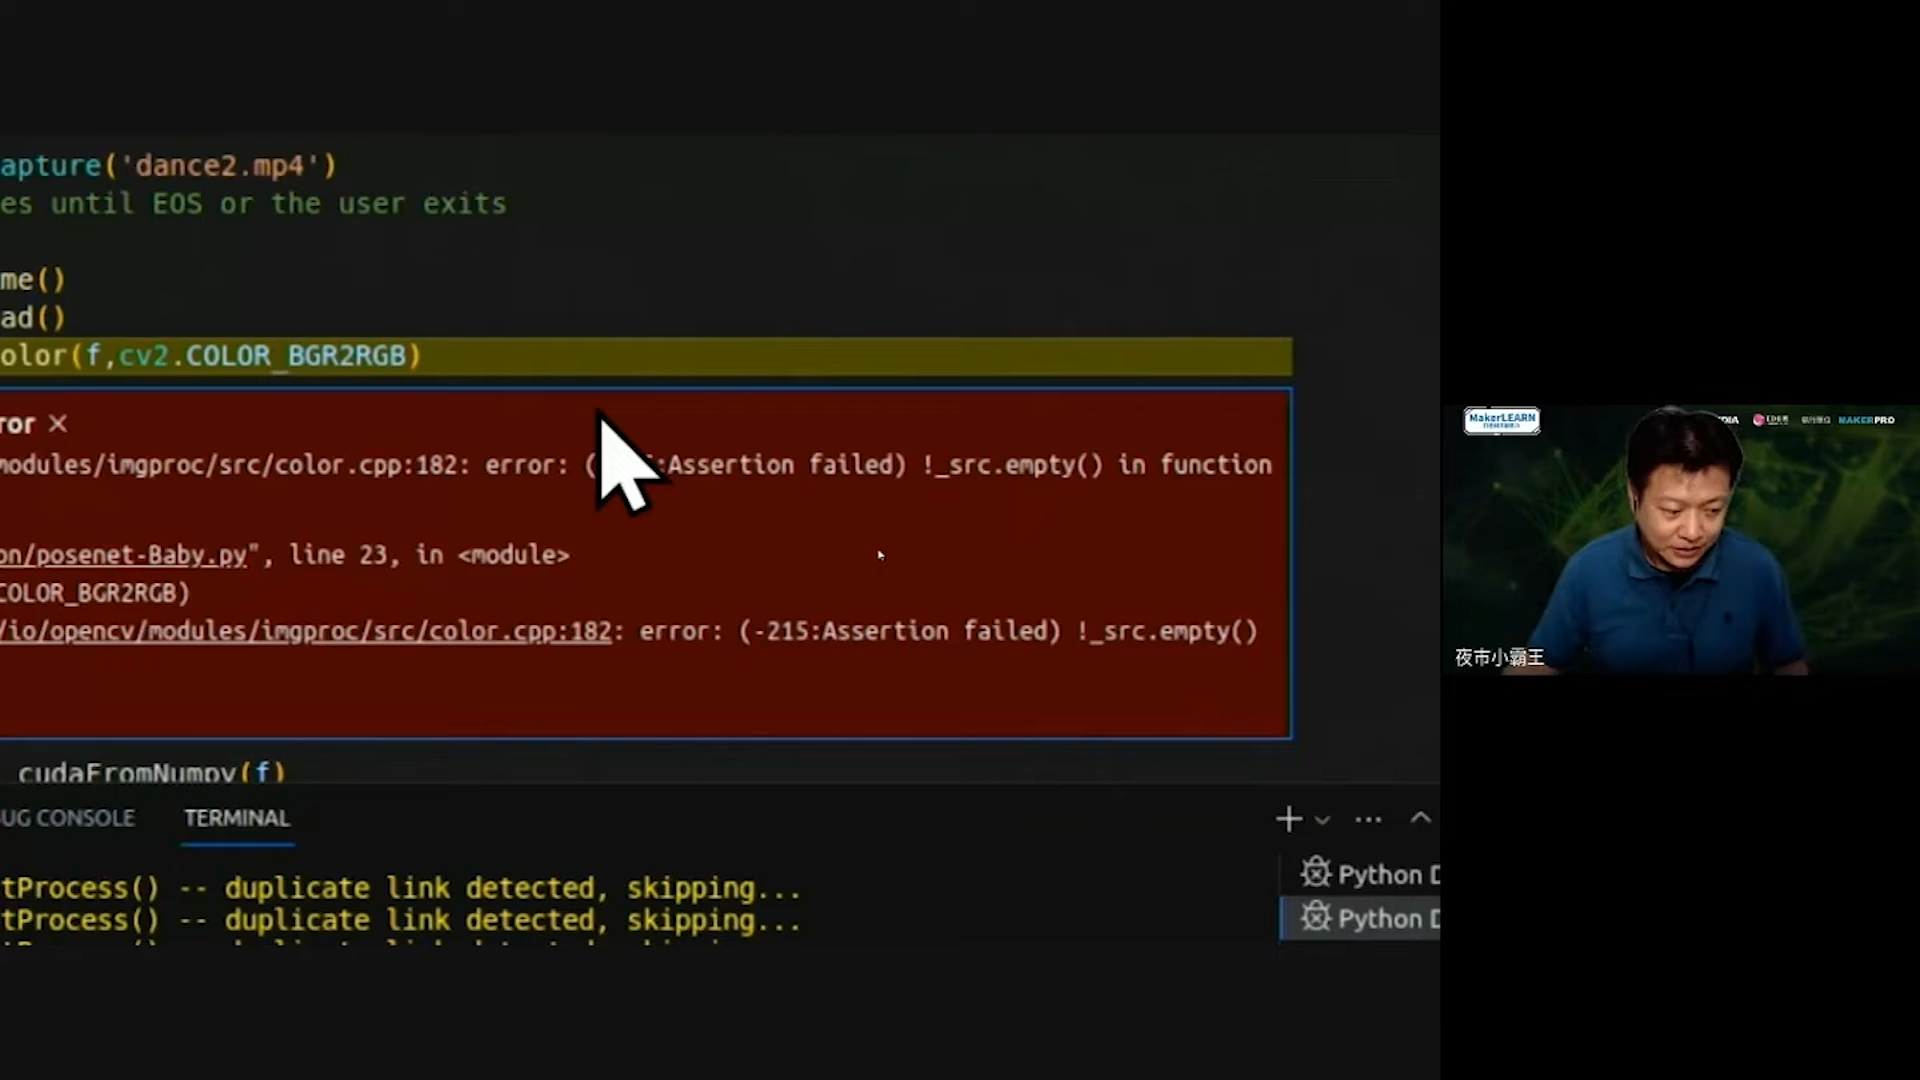 apture('dance2.mp4')
es until EOS or the user exits
me()
ad()
olor(f,cv2.COLOR_BGR2RGB)
ror
modules/imgproc/src/color.cpp:182: error: ( :Assertion failed) !_src.empty() in function
on/posenet-Baby.py", line 23, in <module>
COLOR_BGR2RGB)
/io/opencv/modules/imgproc/src/color.cpp:182: error: (-215:Assertion failed) !_src.empty()
cudaFromNumpy(f)
UG CONSOLE TERMINAL
tProcess() -- duplicate link detected, skipping...
tProcess() -- duplicate link detected, skipping...
Python D
Python D
MakerLEARN
DIA
MAKERPRO
夜市小霸王